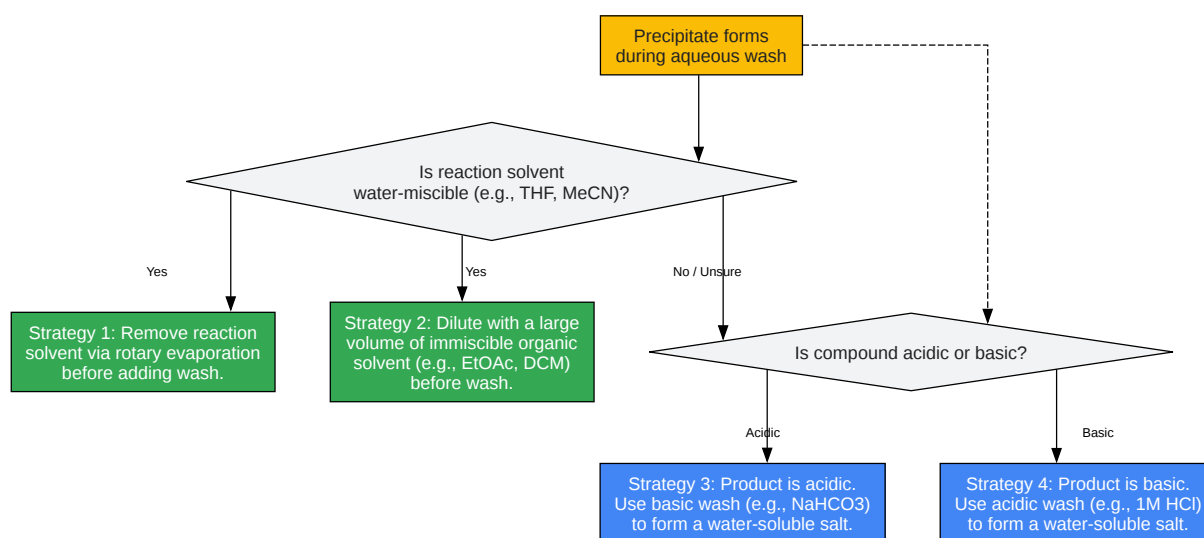 Precipitate forms
during aqueous wash
Is reaction solvent
water-miscible (e.g., THF, MeCN)?
Yes
Yes
No / Unsure
Strategy 1: Remove reaction
solvent via rotary evaporation
before adding wash.
Strategy 2: Dilute with a large
volume of immiscible organic
solvent (e.g., EtOAc, DCM)
before wash.
Is compound acidic or basic?
Acidic
Basic
Strategy 3: Product is acidic.
Use basic wash (e.g., NaHCO3)
to form a water-soluble salt.
Strategy 4: Product is basic.
Use acidic wash (e.g., 1M HCl)
to form a water-soluble salt.